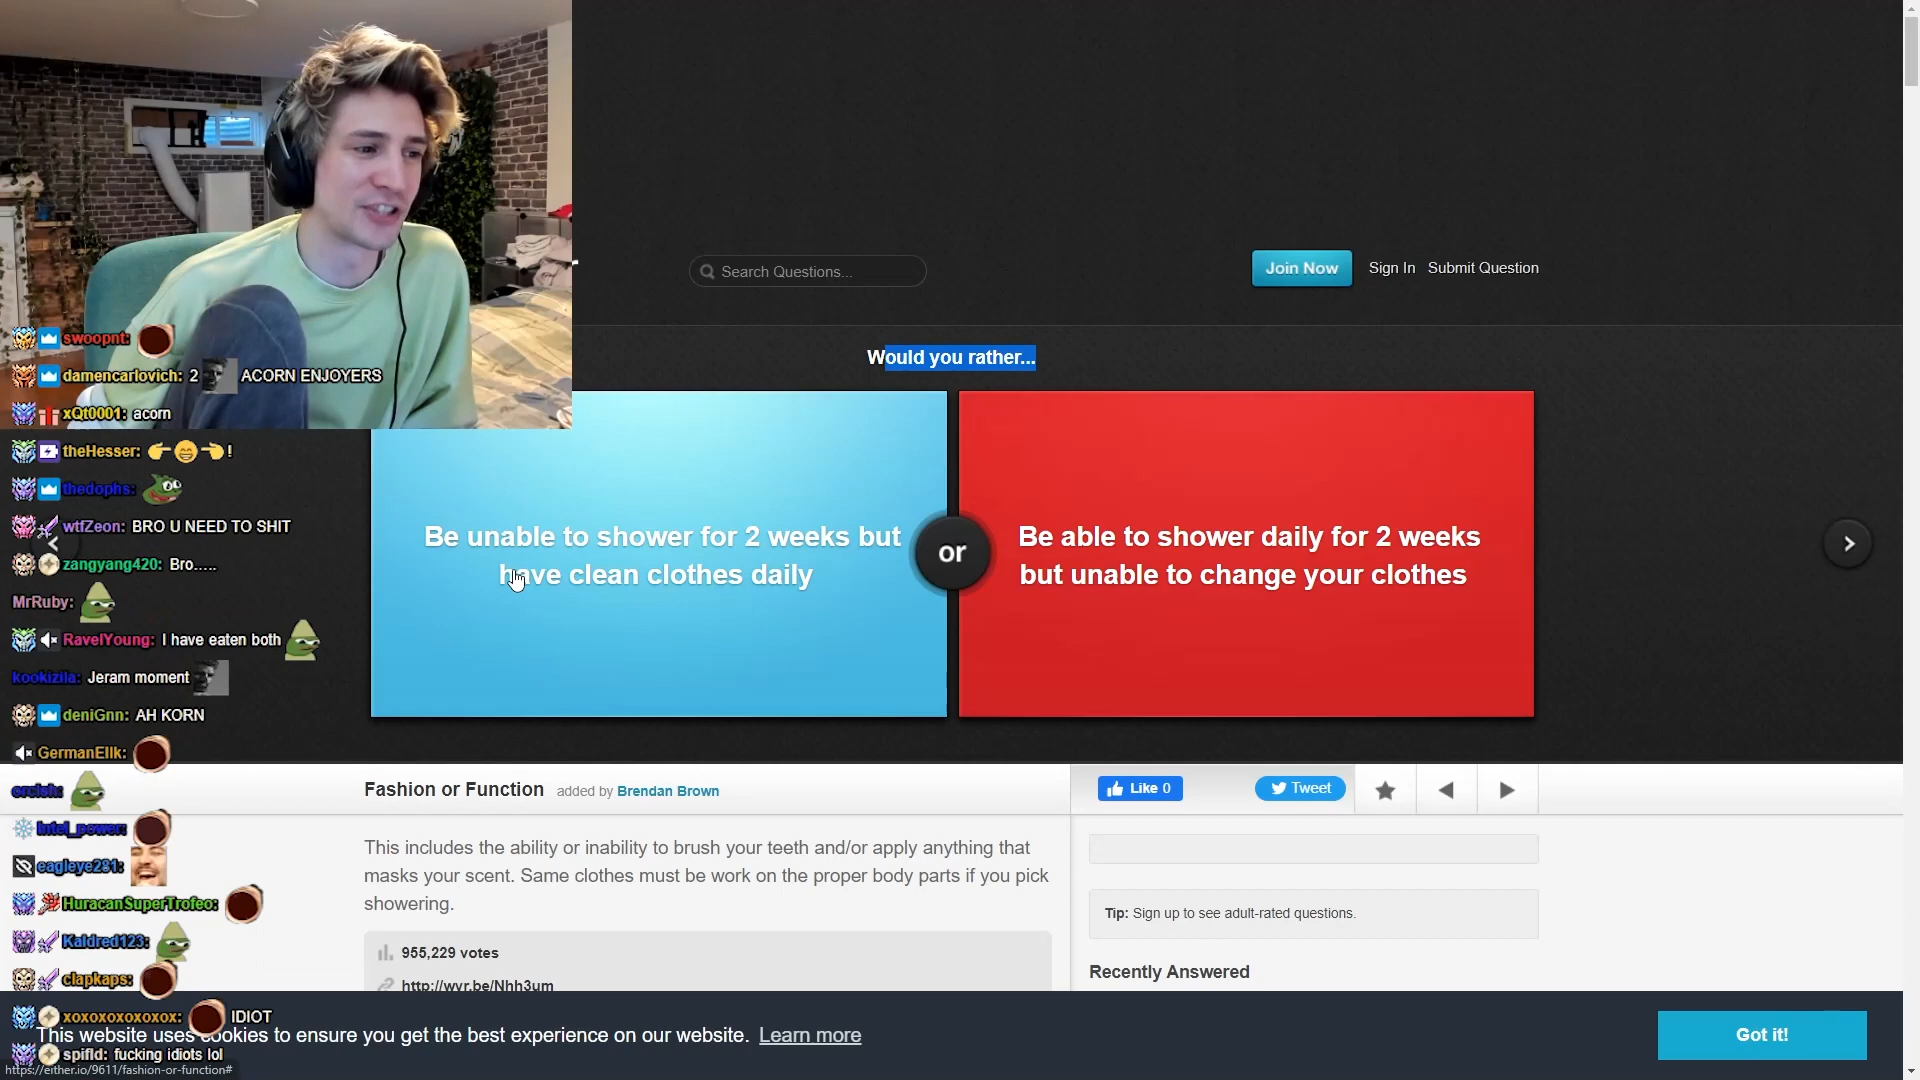 Search Questions...
Join Now
Sign In
Submit Question
Would you rather...
Be unable to shower for 2 weeks but
have clean clothes daily
or
Be able to shower daily for 2 weeks
but unable to change your clothes
swoopnt:
damencarlovich: 2 ACORN ENJOYERS
xQt0001: acorn
theHesser: !
thedophs:
wtfZeon: BRO U NEED TO SHIT
zangyang420: Bro.....
MrRuby:
RavelYoung: I have eaten both
kookizila: Jeram moment
deniGnn: AH KORN
GermanEllk:
orcish:
intel_power:
eagleye281:
HuracanSuperTrofeo:
Kaldred123:
clapkaps:
xoxoxoxoxoxox: IDIOT
spifld: fucking idiots lol
Fashion or Function added by Brendan Brown
Like 0
Tweet
This includes the ability or inability to brush your teeth and/or apply anything that
masks your scent. Same clothes must be work on the proper body parts if you pick
showering.
955,229 votes
http://wyr.be/Nhh3um
Tip: Sign up to see adult-rated questions.
Recently Answered
This website uses cookies to ensure you get the best experience on our website. Learn more
Got it!
https://either.io/9611/fashion-or-function#